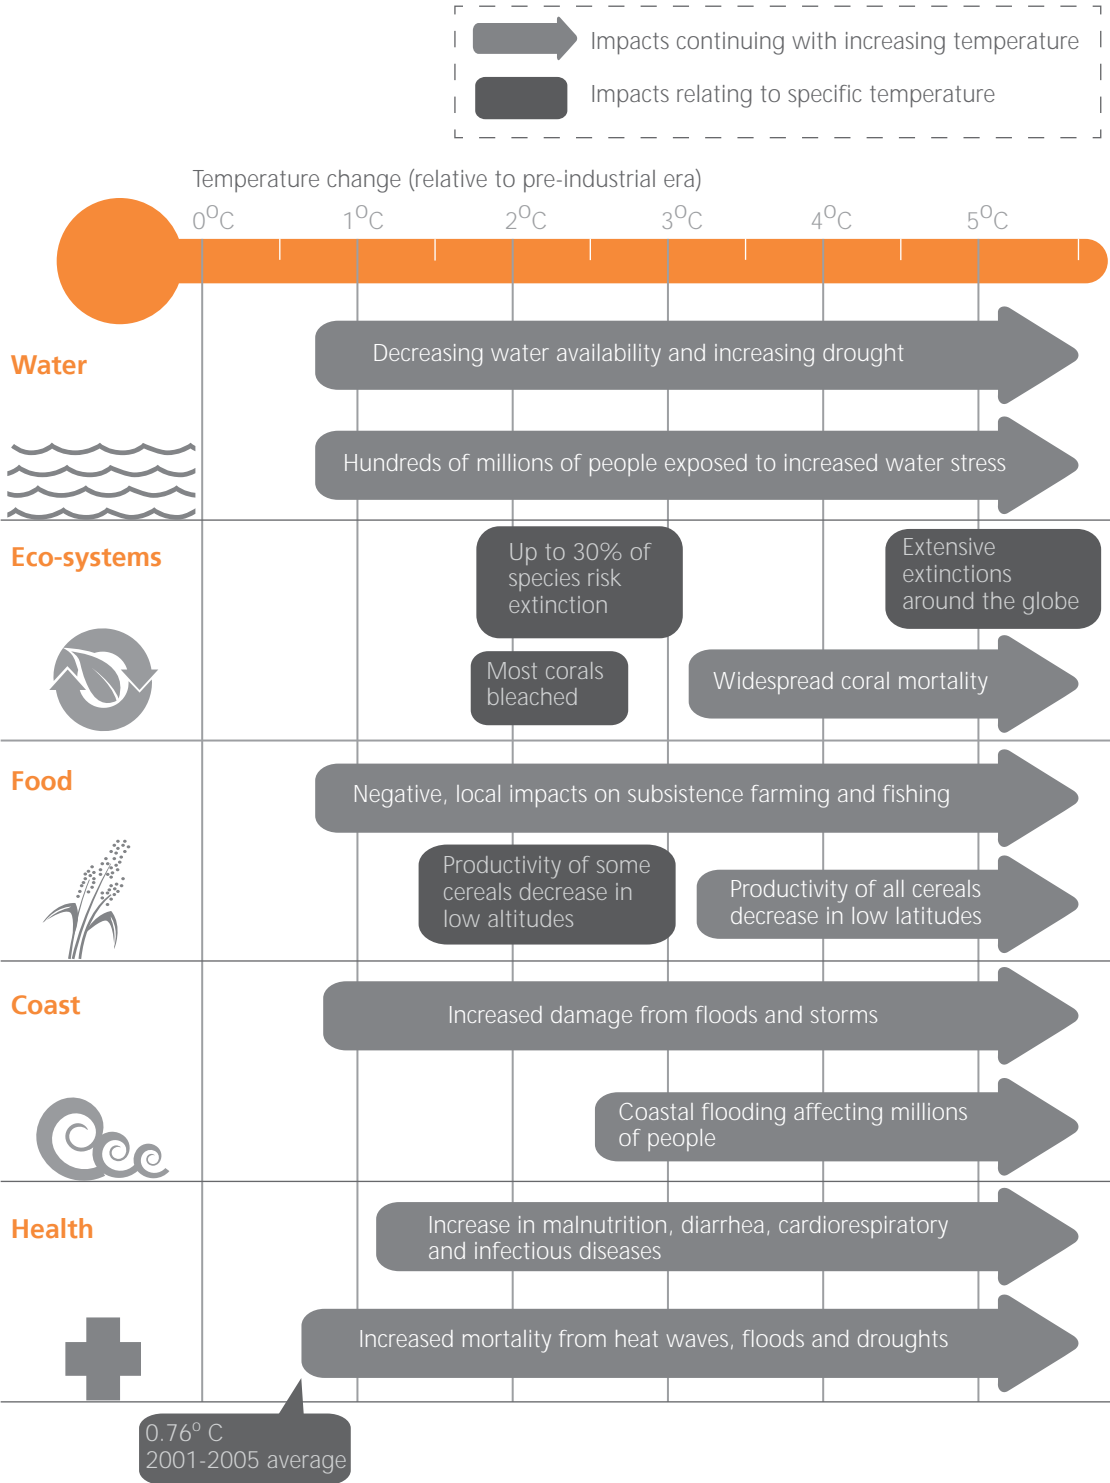 Impacts continuing with increasing temperature
Impacts relating to specific temperature
Temperature change (relative to pre-industrial era)
0°C 1°C 2°C 3°C 4°C 5°C
Water
Decreasing water availability and increasing drought
Hundreds of millions of people exposed to increased water stress
Eco-systems
Up to 30% of
species risk
extinction
Extensive
extinctions
around the globe
Most corals
bleached
Widespread coral mortality
Food
Negative, local impacts on subsistence farming and fishing
Productivity of some
cereals decrease in
low altitudes
Productivity of all cereals
decrease in low latitudes
Coast
Increased damage from floods and storms
Coastal flooding affecting millions
of people
Health
Increase in malnutrition, diarrhea, cardiorespiratory
and infectious diseases
Increased mortality from heat waves, floods and droughts
0.76° C
2001-2005 average